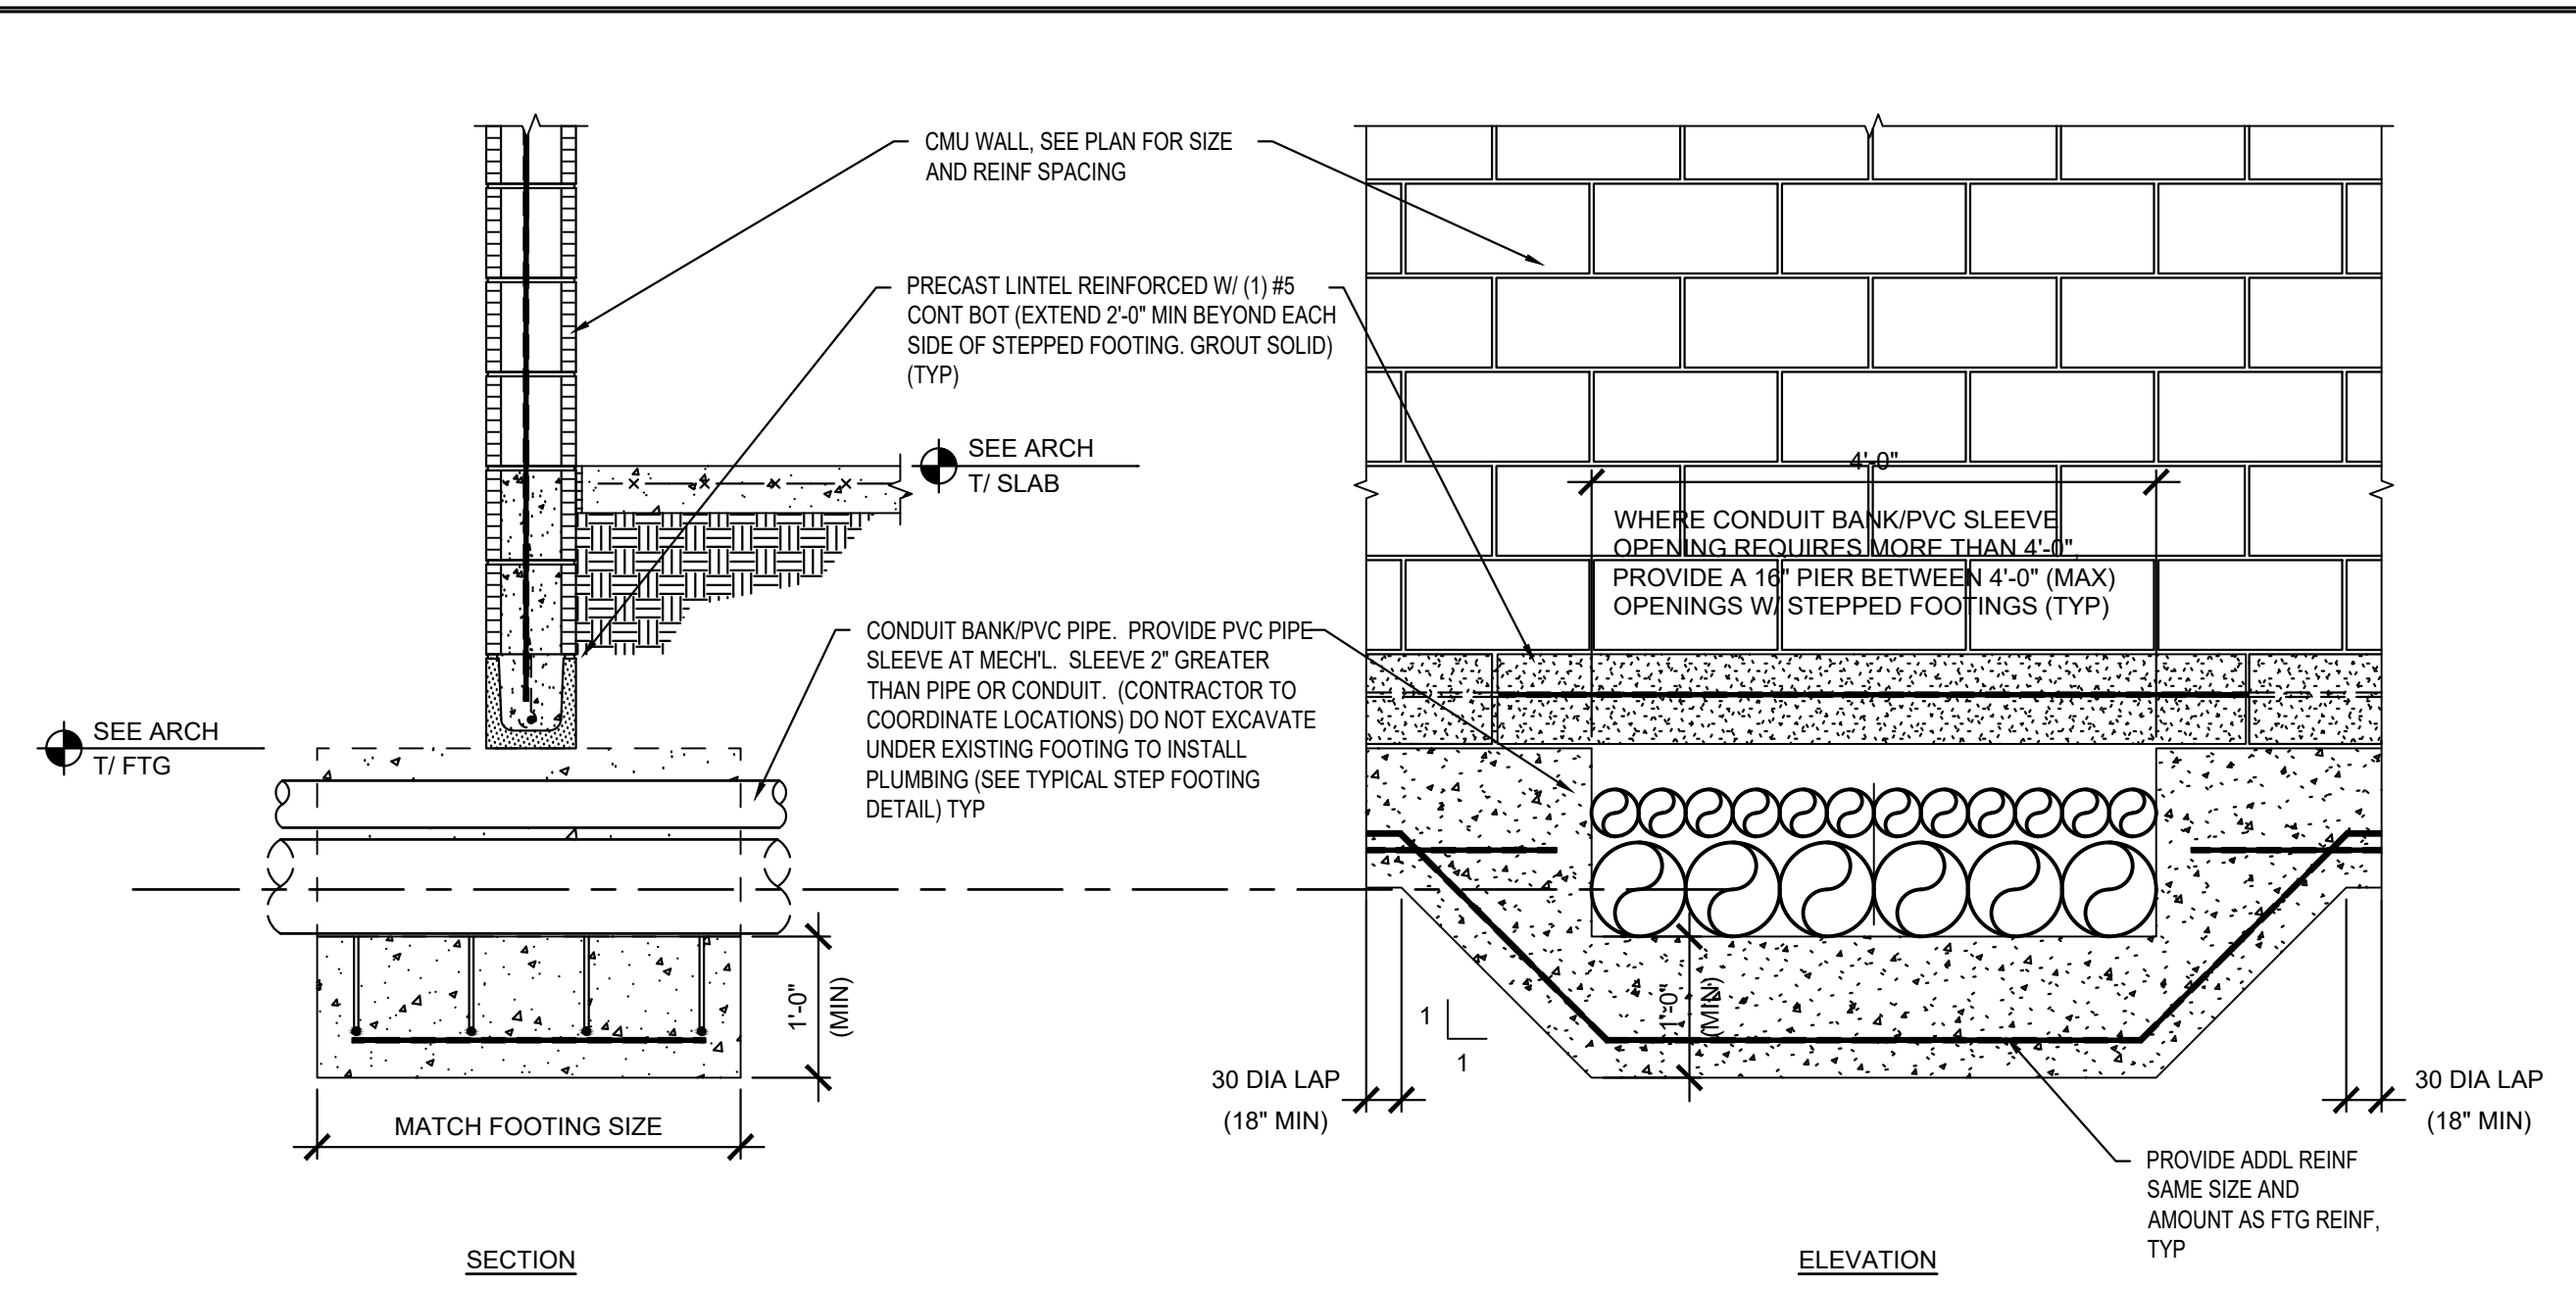 CMU WALL, SEE PLAN FOR SIZE
AND REINF SPACING
PRECAST LINTEL REINFORCED W/ (1) #5
CONT BOT (EXTEND 2'-0" MIN BEYOND EACH
SIDE OF STEPPED FOOTING. GROUT SOLID)
(TYP)
SEE ARCH
T/ SLAB
CONDUIT BANK/PVC PIPE. PROVIDE PVC PIPE
SLEEVE AT MECH'L. SLEEVE 2" GREATER
THAN PIPE OR CONDUIT. (CONTRACTOR TO
COORDINATE LOCATIONS) DO NOT EXCAVATE
UNDER EXISTING FOOTING TO INSTALL
PLUMBING (SEE TYPICAL STEP FOOTING
DETAIL) TYP
SEE ARCH
T/ FTG
1'-0"
(MIN)
MATCH FOOTING SIZE
SECTION
4'-0"
WHERE CONDUIT BANK/PVC SLEEVE
OPENING REQUIRES MORE THAN 4'-0",
PROVIDE A 16" PIER BETWEEN 4'-0" (MAX)
OPENINGS W/ STEPPED FOOTINGS (TYP)
1
1
1'-0"
(MIN)
30 DIA LAP
(18" MIN)
30 DIA LAP
(18" MIN)
PROVIDE ADDL REINF
SAME SIZE AND
AMOUNT AS FTG REINF,
TYP
ELEVATION